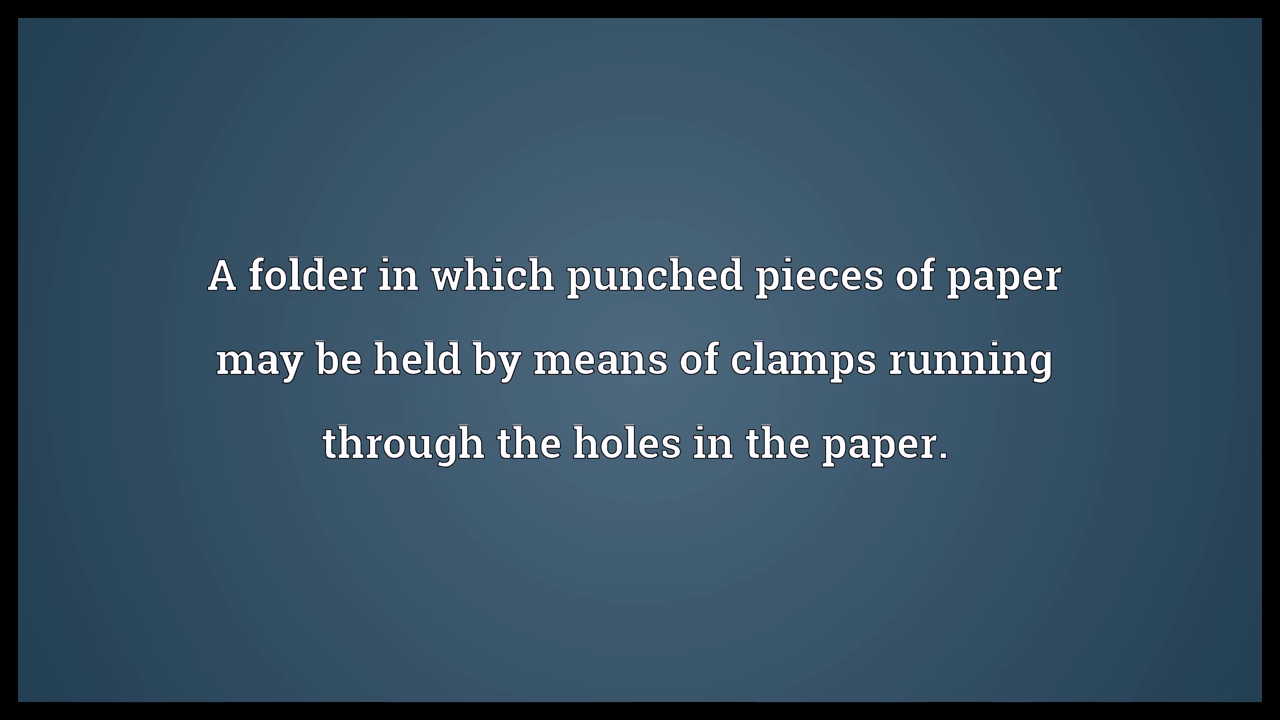 A folder in which punched pieces of paper
may be held by means of clamps running
through the holes in the paper.